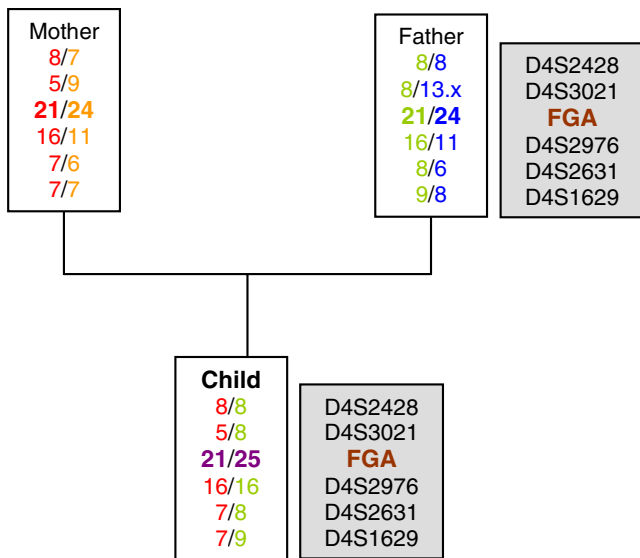 Mother
8/7
5/9
21/24
16/11
7/6
7/7
Father
8/8
8/13.x
21/24
16/11
8/6
9/8
D4S2428
D4S3021
FGA
D4S2976
D4S2631
D4S1629
Child
8/8
5/8
21/25
16/16
7/8
7/9
D4S2428
D4S3021
FGA
D4S2976
D4S2631
D4S1629